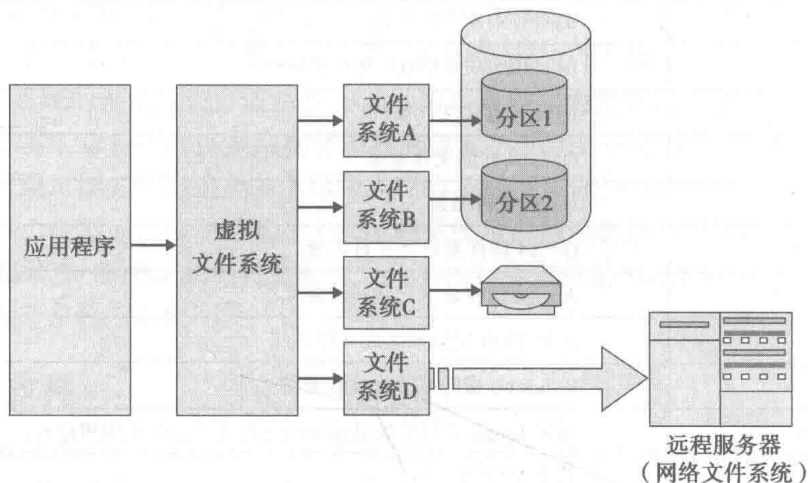 应用程序
虚拟
文件系统
文件
系统A
文件
系统B
文件
系统C
文件
系统D
分区1
分区2
远程服务器
（网络文件系统）